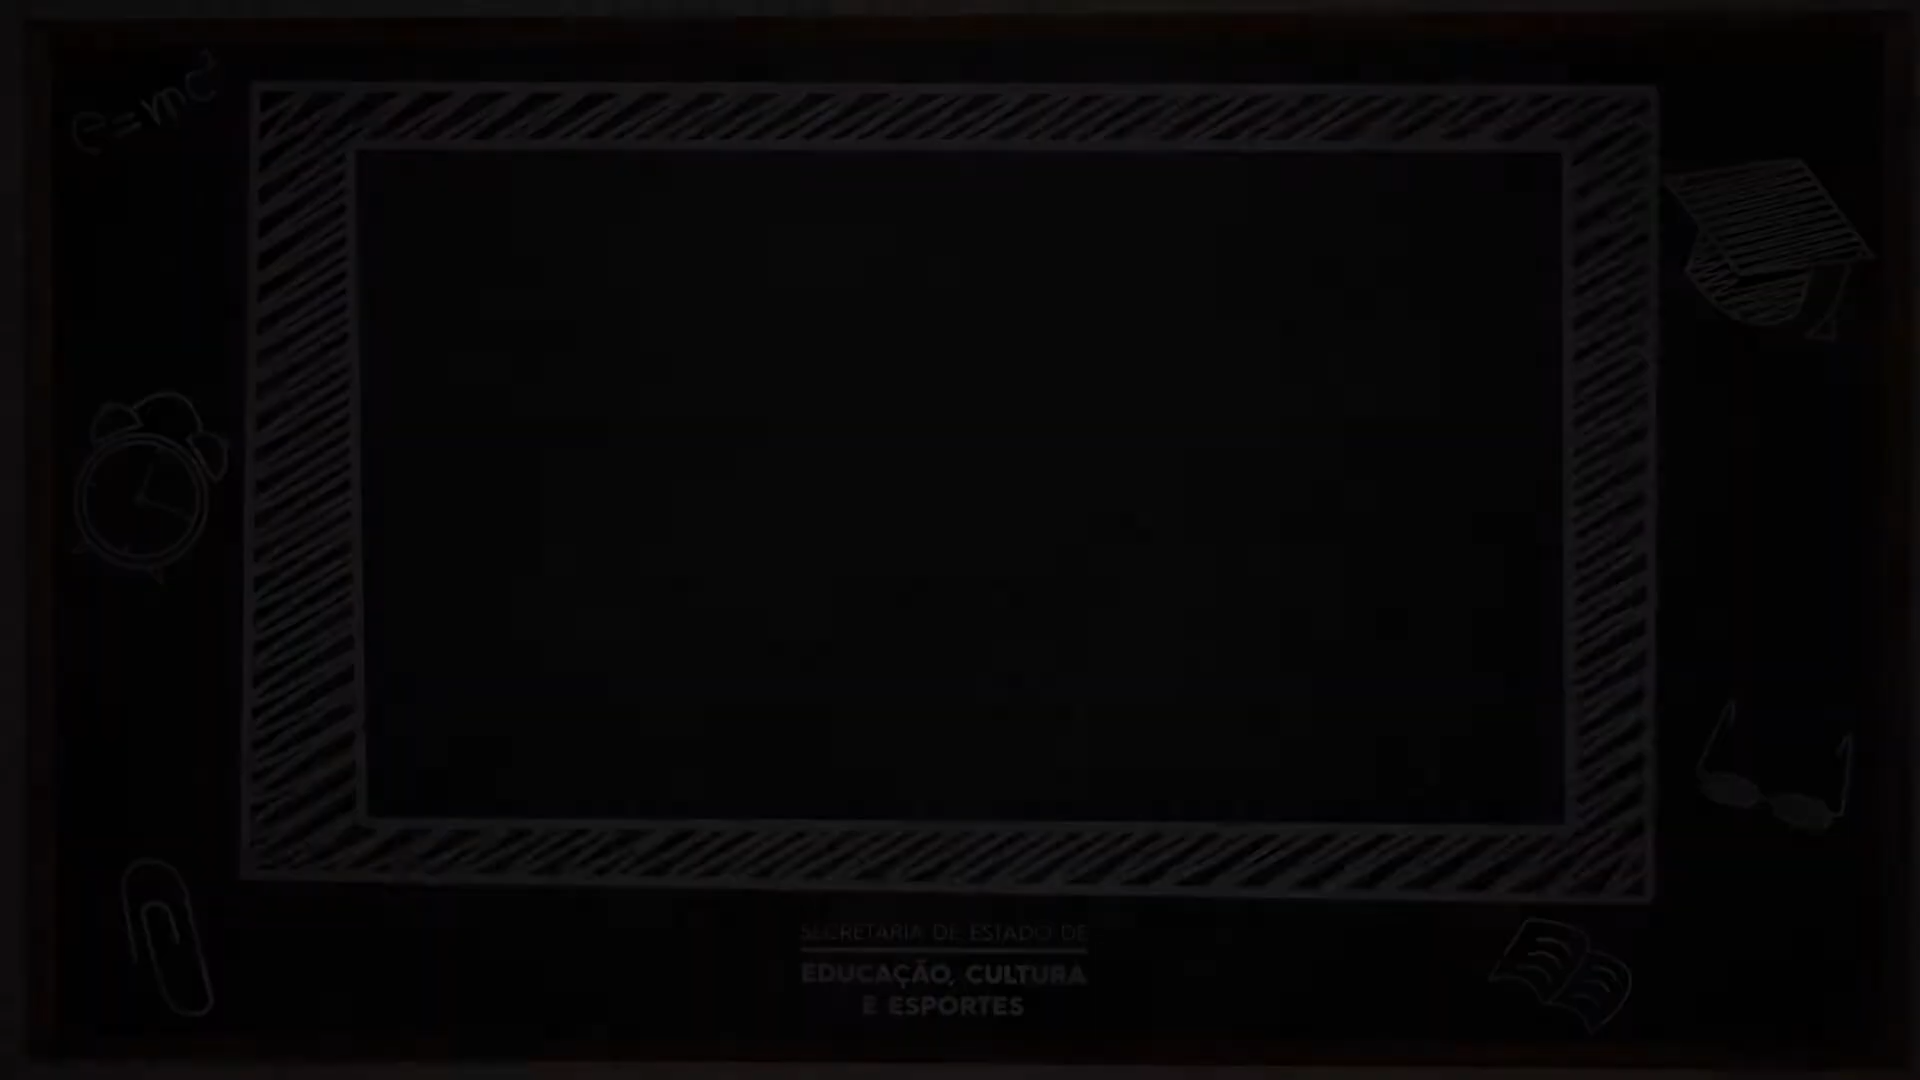 e=mc²
SECRETARIA DE ESTADO DE
EDUCAÇÃO, CULTURA
E ESPORTES